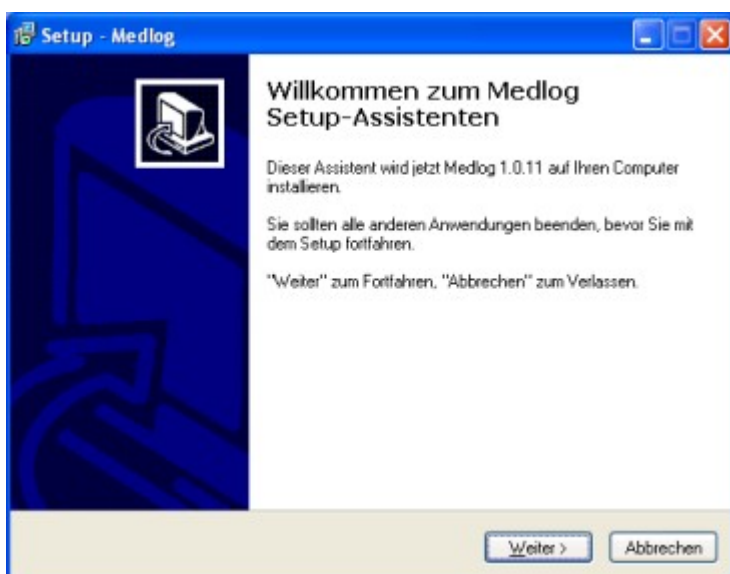 Setup - Medlog
Willkommen zum Medlog
Setup-Assistenten
Dieser Assistent wird jetzt Medlog 1.0.11 auf Ihren Computer
installieren.
Sie sollten alle anderen Anwendungen beenden, bevor Sie mit
dem Setup fortfahren.
"Weiter" zum Fortfahren, "Abbrechen" zum Verlassen.
Weiter >
Abbrechen